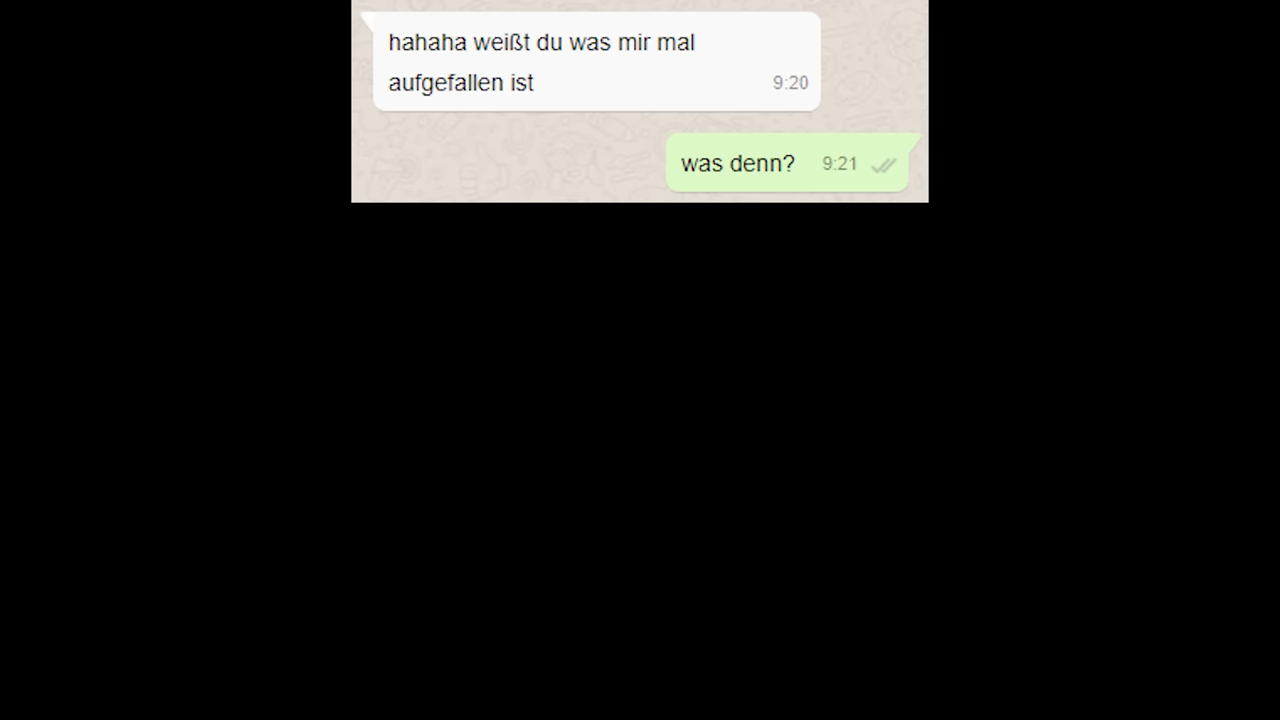 hahaha weißt du was mir mal
aufgefallen ist 9:20
was denn? 9:21